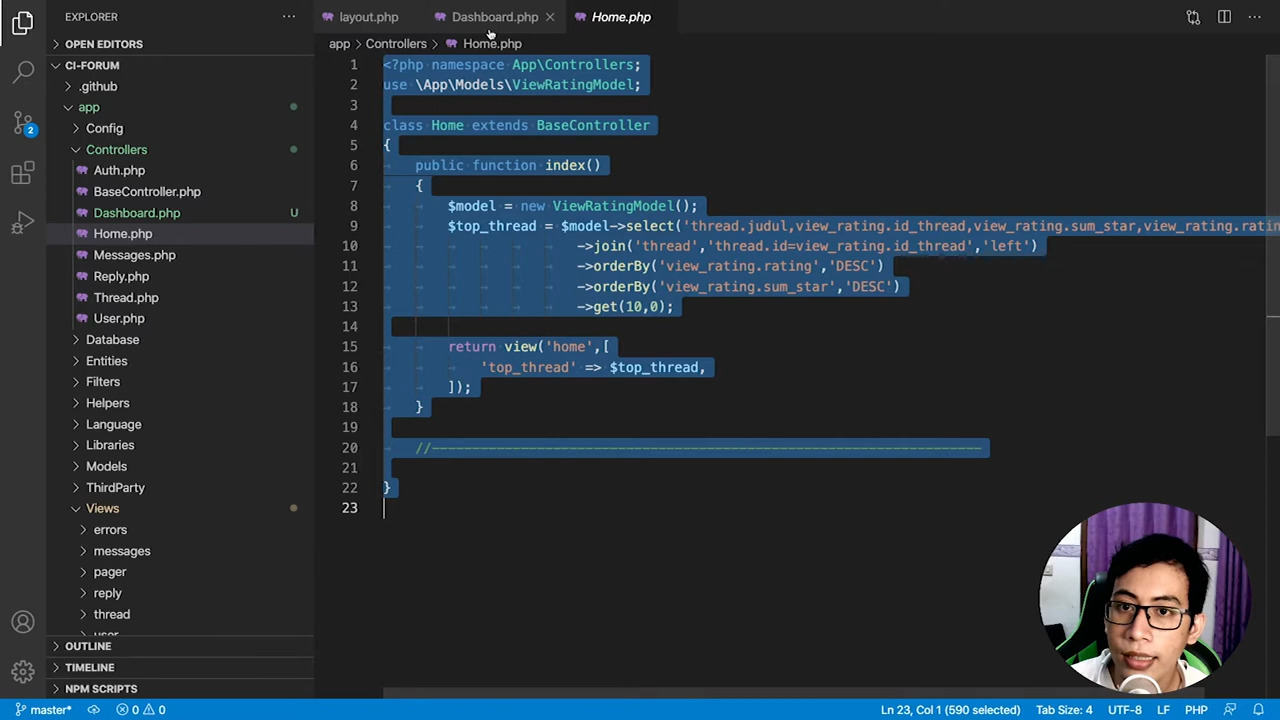 EXPLORER
layout.php
Dashboard.php
Home.php
OPEN EDITORS
app
Controllers
Home.php
CI-FORUM
.github
app
Config
Controllers
Auth.php
BaseController.php
Dashboard.php U
Home.php
Messages.php
Reply.php
Thread.php
User.php
Database
Entities
Filters
Helpers
Language
Libraries
Models
ThirdParty
Views
errors
messages
pager
reply
thread
OUTLINE
TIMELINE
NPM SCRIPTS
2
1 <?php namespace App\Controllers;
2 use \App\Models\ViewRatingModel;
3
4 class Home extends BaseController
5 {
6 public function index()
7 {
8 $model = new ViewRatingModel();
9 $top_thread = $model->select('thread.judul,view_rating.id_thread,view_rating.sum_star,view_rating.ratin
10 ->join('thread','thread.id=view_rating.id_thread','left')
11 ->orderBy('view_rating.rating','DESC')
12 ->orderBy('view_rating.sum_star','DESC')
13 ->get(10,0);
14
15 return view('home',[
16 'top_thread' => $top_thread,
17 ]);
18 }
19
20 //--------------------------------------------------------------------
21
22 }
23
master* 0 0 Ln 23, Col 1 (590 selected) Tab Size: 4 UTF-8 LF PHP